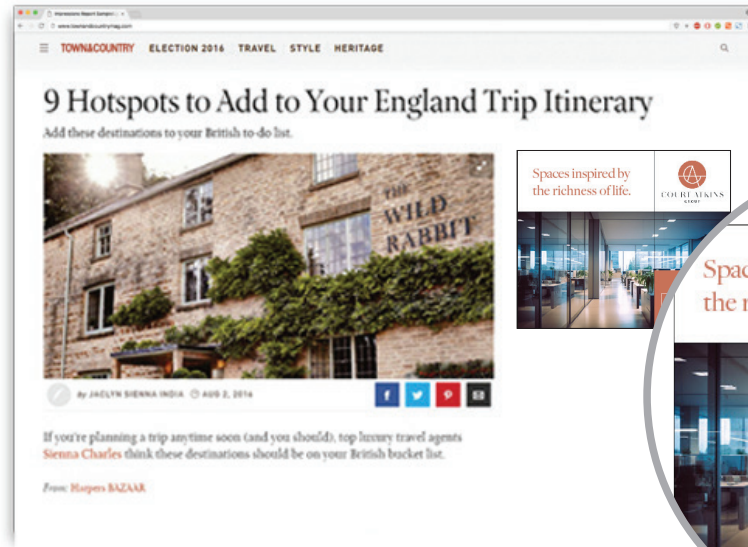 www.townandcountrymag.com
TOWN&COUNTRY ELECTION 2016 TRAVEL STYLE HERITAGE
9 Hotspots to Add to Your England Trip Itinerary
Add these destinations to your British to-do list.
THE
WILD
RABBIT
By JACLYN SIENNA INDIA AUG 2, 2016
If you're planning a trip anytime soon (and you should), top luxury travel agents
Sienna Charles think these destinations should be on your British bucket list.
From: Harpers BAZAAR
Spaces inspired by
the richness of life.
COURT ATKINS
GROUP
Spac
the r